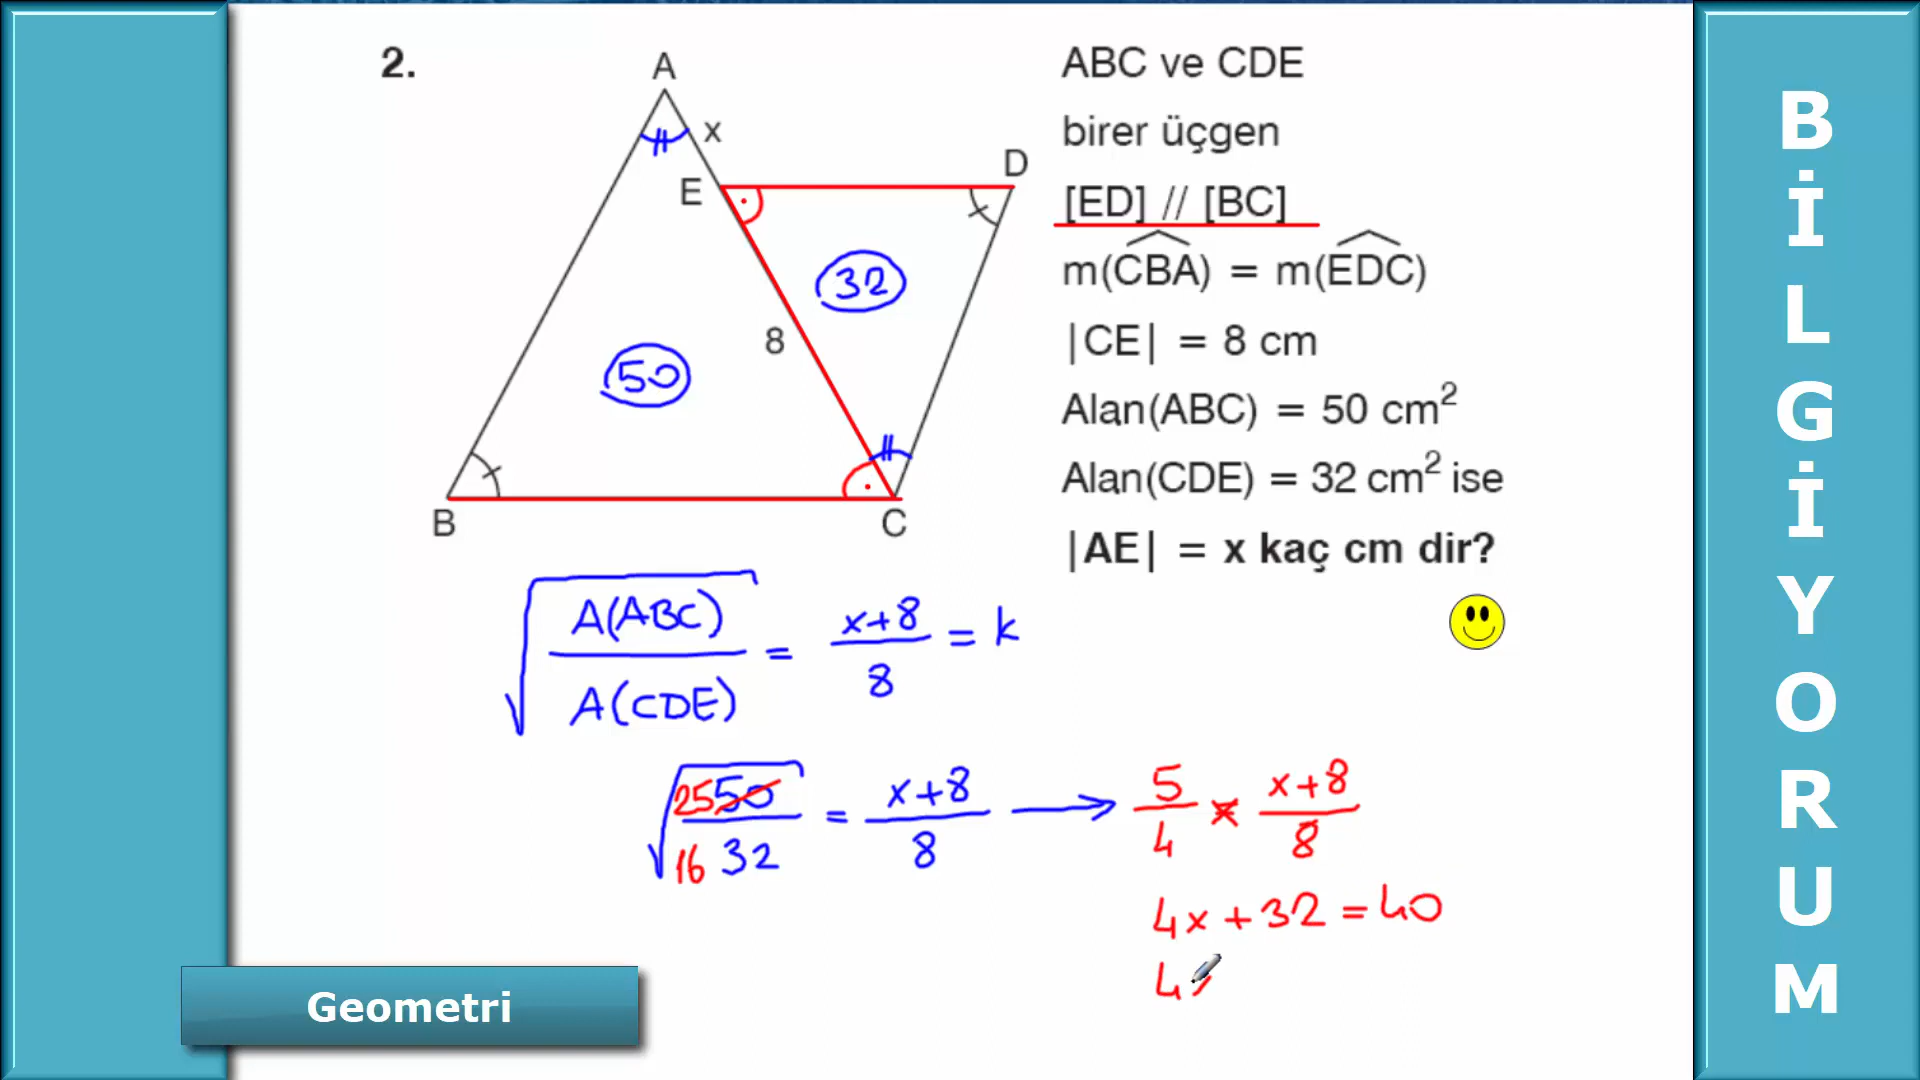 2.
A
x
E
D
32
8
50
B
C
ABC ve CDE
birer üçgen
[ED] // [BC]
m(CBA) = m(EDC)
|CE| = 8 cm
Alan(ABC) = 50 cm²
Alan(CDE) = 32 cm² ise
|AE| = x kaç cm dir?
√A(ABC)/A(CDE) = x+8/8 = k
√25 50/16 32 = x+8/8 → 5/4 × x+8/8
4x + 32 = 40
4
Geometri
BİLGİYORUM